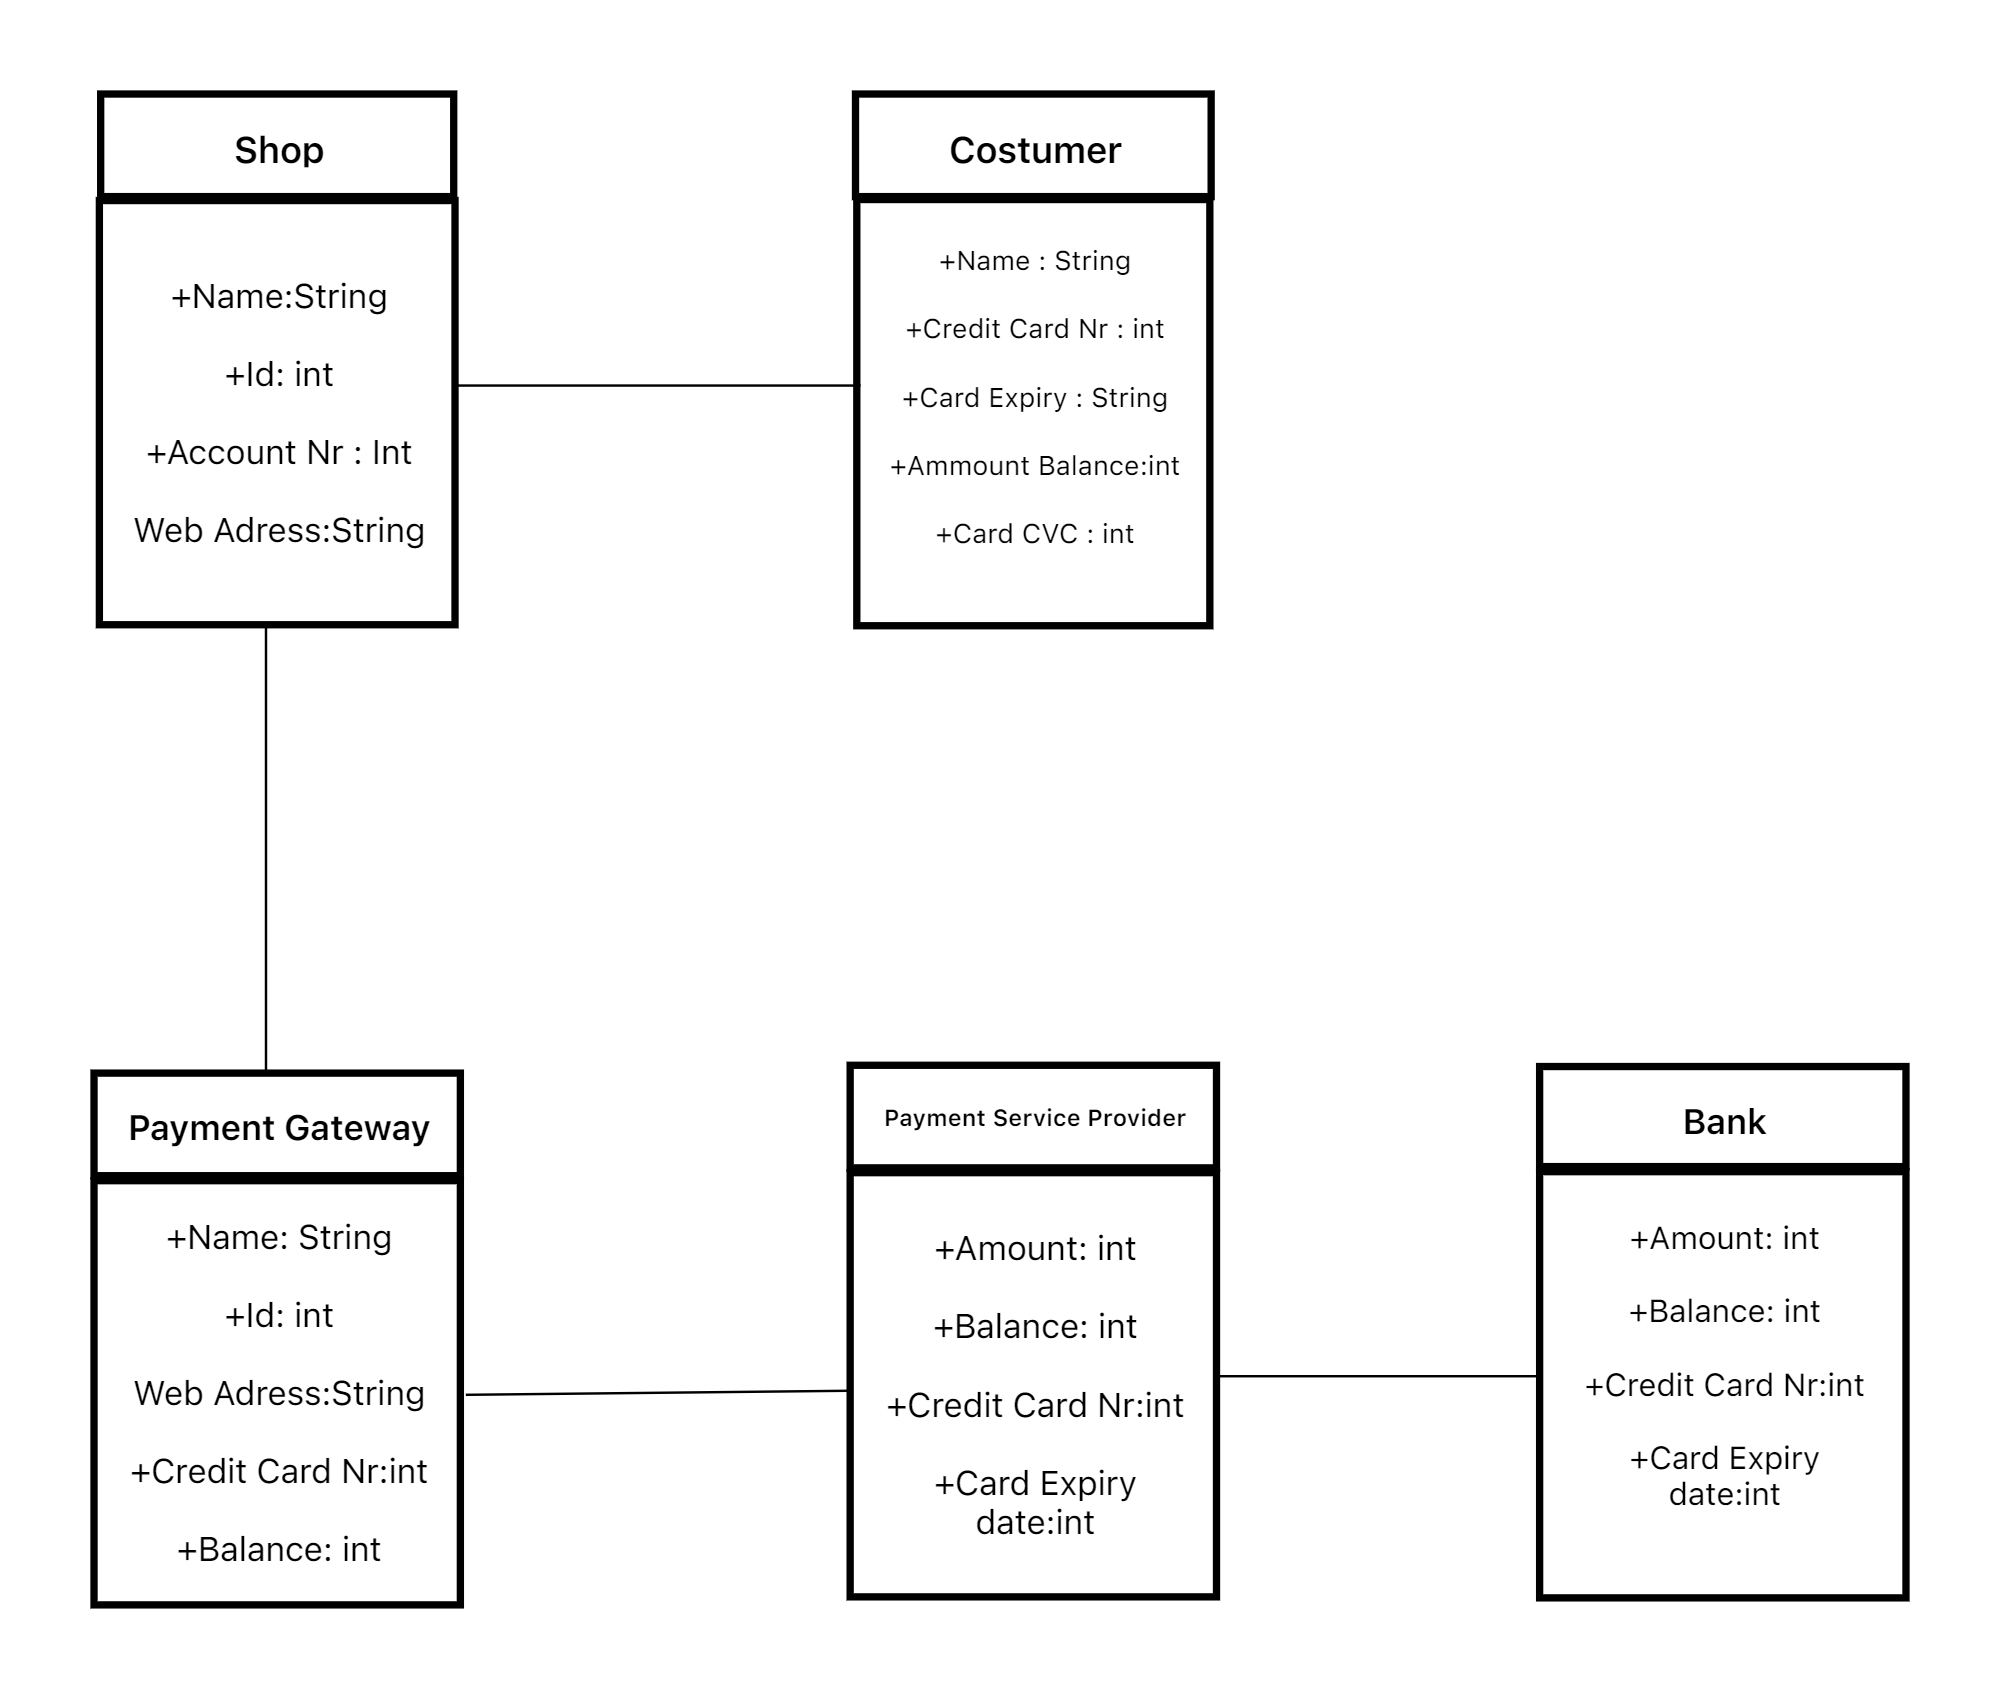 Shop
+Name:String
+Id: int
+Account Nr : Int
Web Adress:String
Costumer
+Name : String
+Credit Card Nr : int
+Card Expiry : String
+Ammount Balance:int
+Card CVC : int
Payment Gateway
+Name: String
+Id: int
Web Adress:String
+Credit Card Nr:int
+Balance: int
Payment Service Provider
+Amount: int
+Balance: int
+Credit Card Nr:int
+Card Expiry
date:int
Bank
+Amount: int
+Balance: int
+Credit Card Nr:int
+Card Expiry
date:int